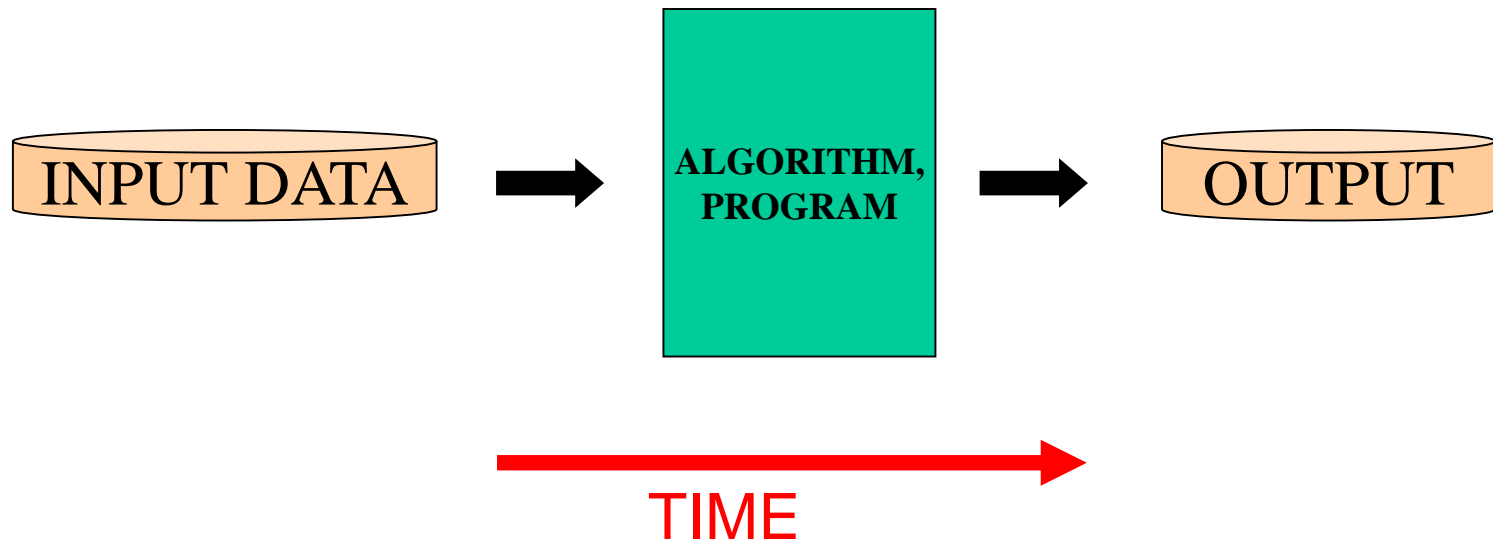 INPUT DATA
ALGORITHM,
PROGRAM
OUTPUT
TIME